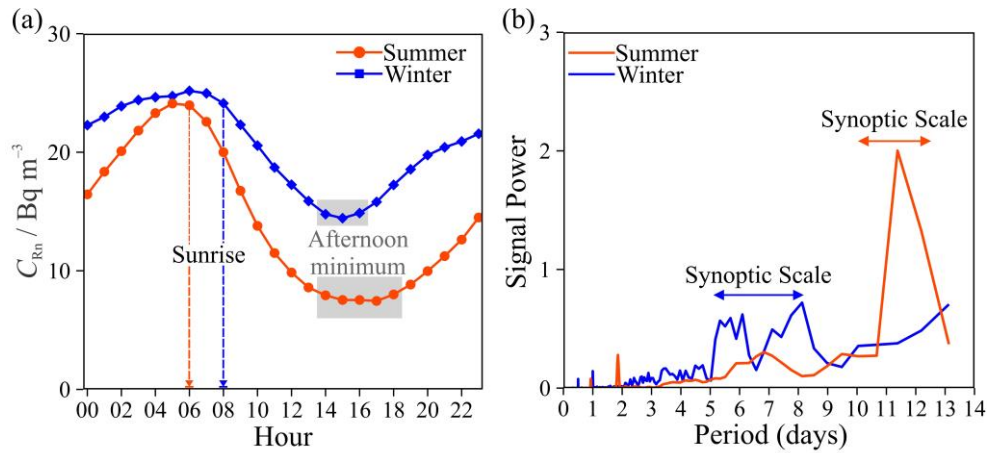 (a)
30
20
10
0
C_Rn / Bq m⁻³
Summer
Winter
Sunrise
Afternoon
minimum
00 02 04 06 08 10 12 14 16 18 20 22
Hour
(b)
3
2
1
0
Signal Power
Summer
Winter
Synoptic Scale
Synoptic Scale
0 1 2 3 4 5 6 7 8 9 10 11 12 13 14
Period (days)